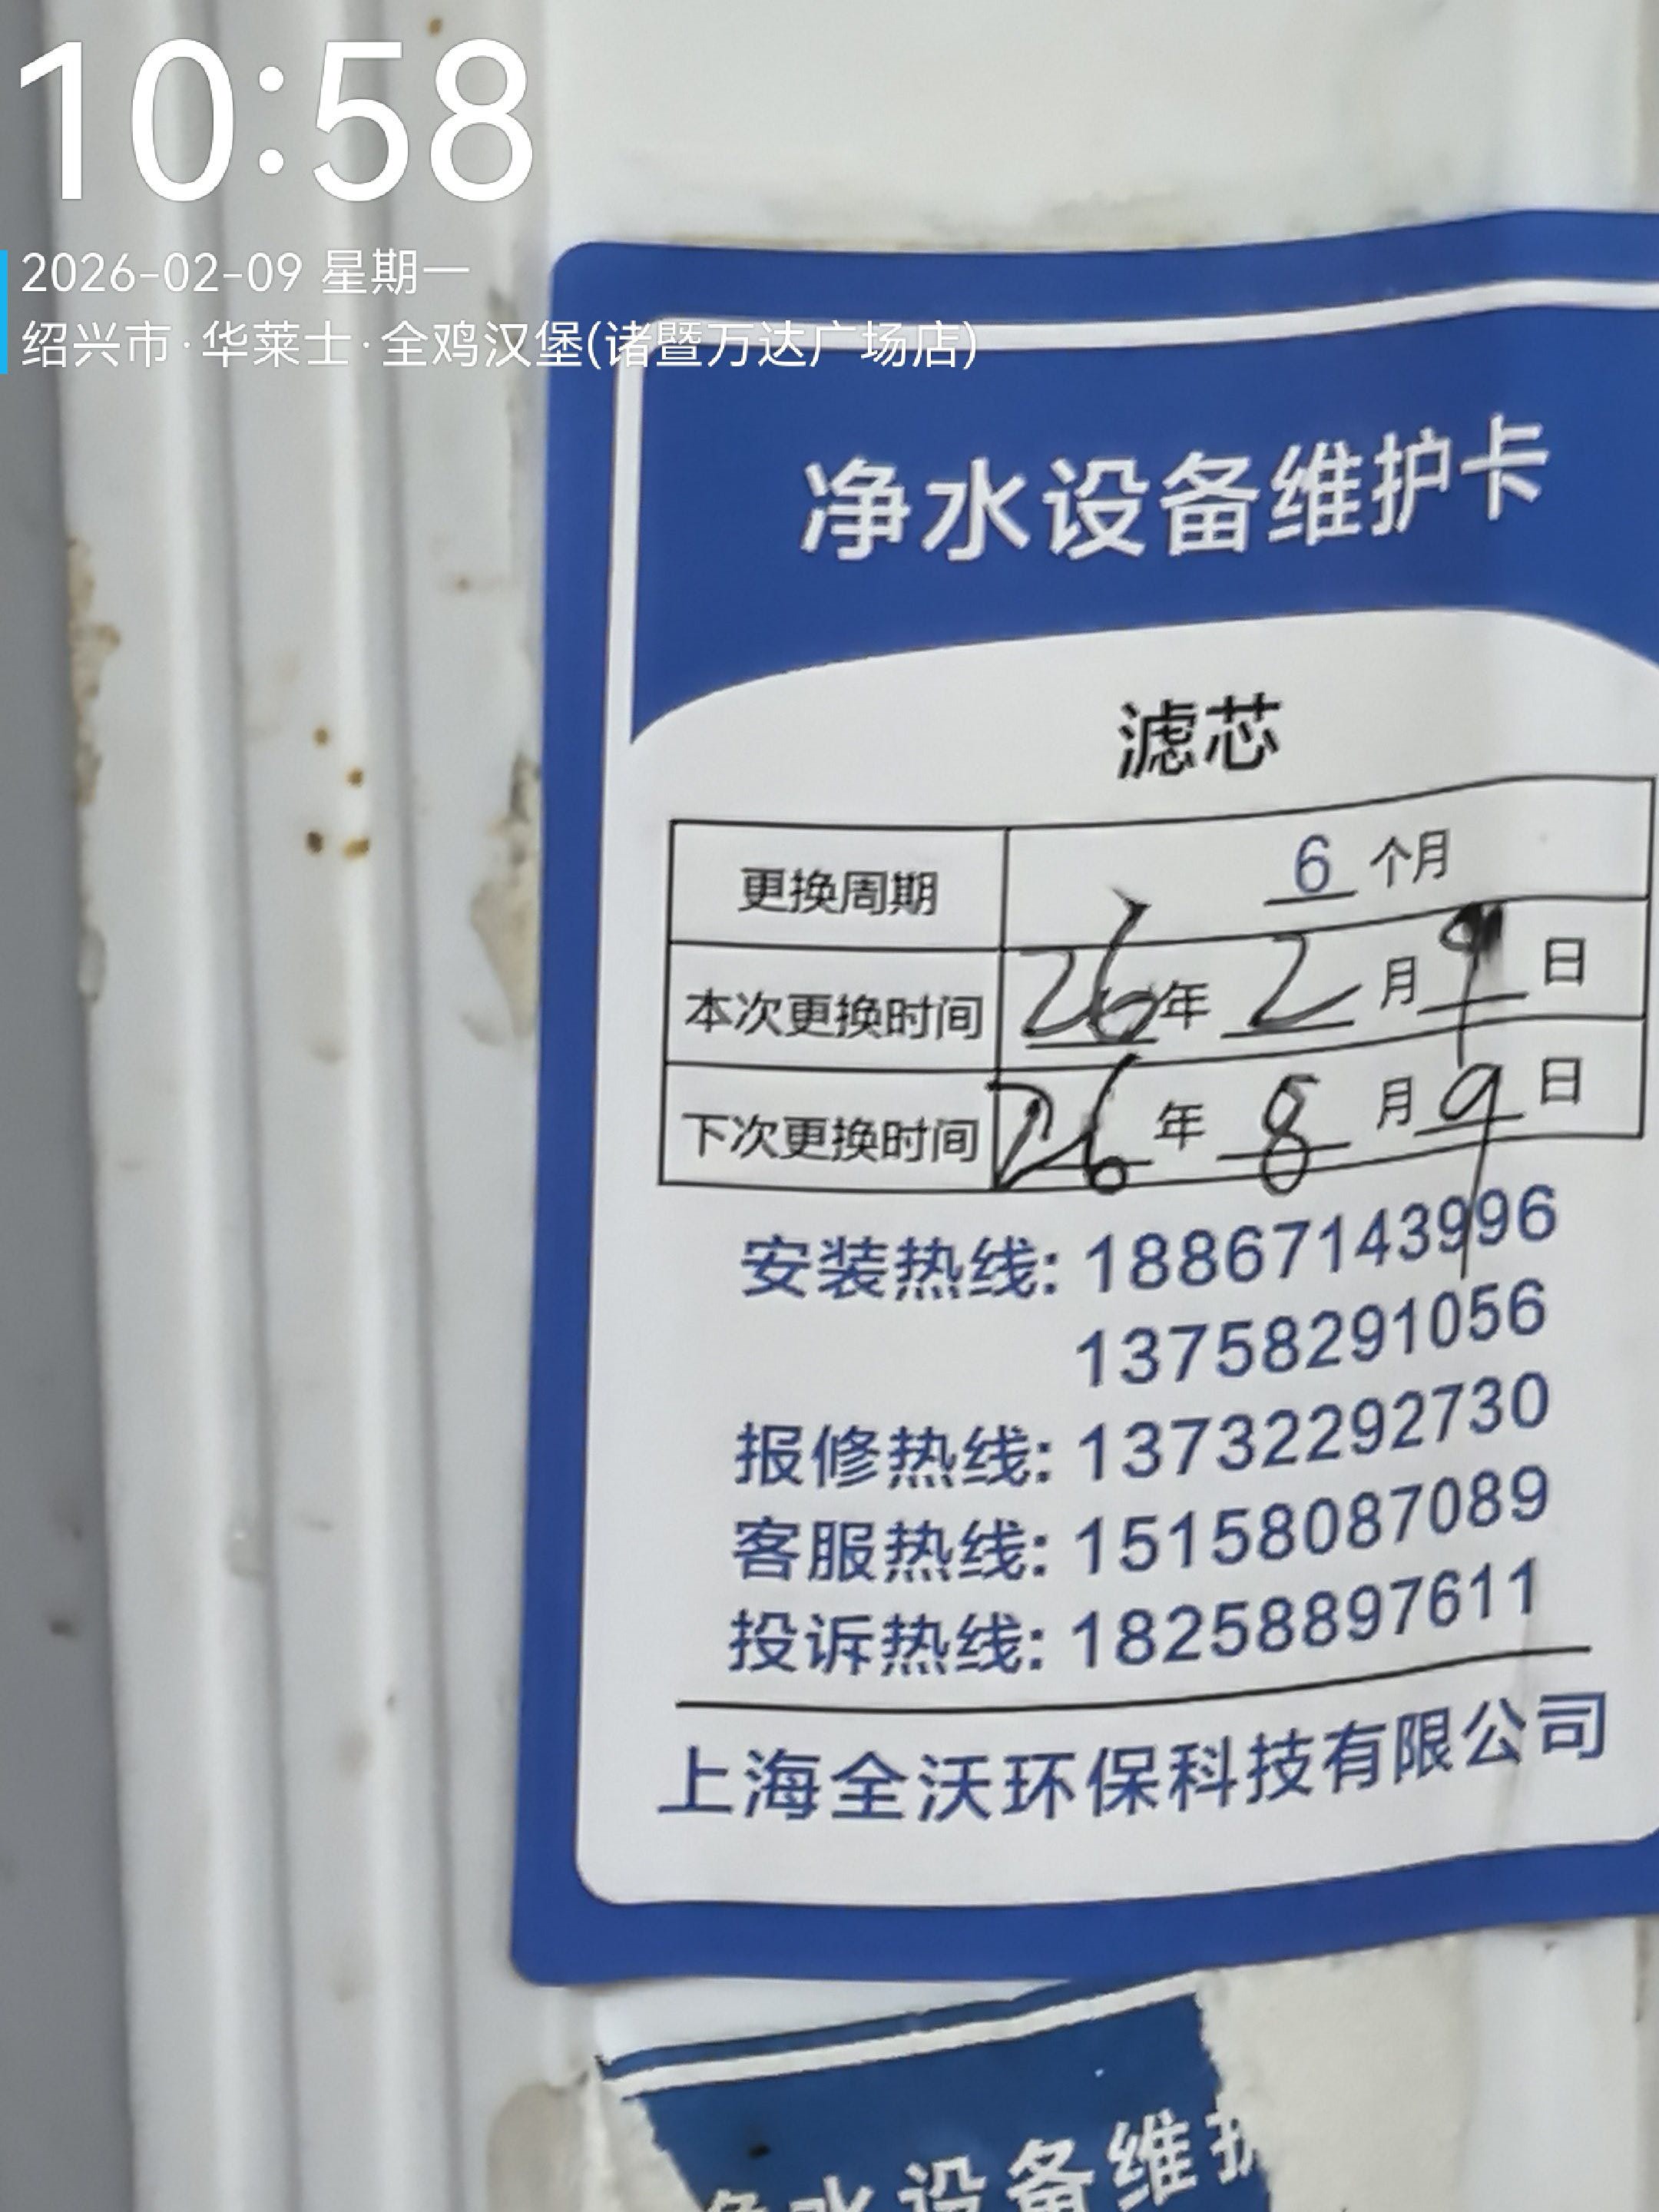 10:58
2026-02-09 星期一
绍兴市·华莱士·全鸡汉堡(诸暨万达广场店)
净水设备维护卡
滤芯
更换周期 6 个月
本次更换时间 26年 2 月 9 日
下次更换时间 26 年 8 月 9 日
安装热线: 18867143996
13758291056
报修热线: 13732292730
客服热线: 15158087089
投诉热线: 18258897611
上海全沃环保科技有限公司
净水设备维护